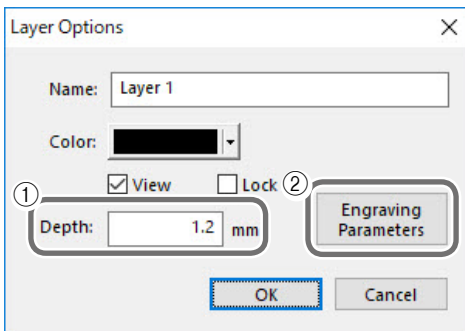 Layer Options
Name: Layer 1
Color:
View Lock ②
①
Depth: 1.2 mm
Engraving
Parameters
OK Cancel